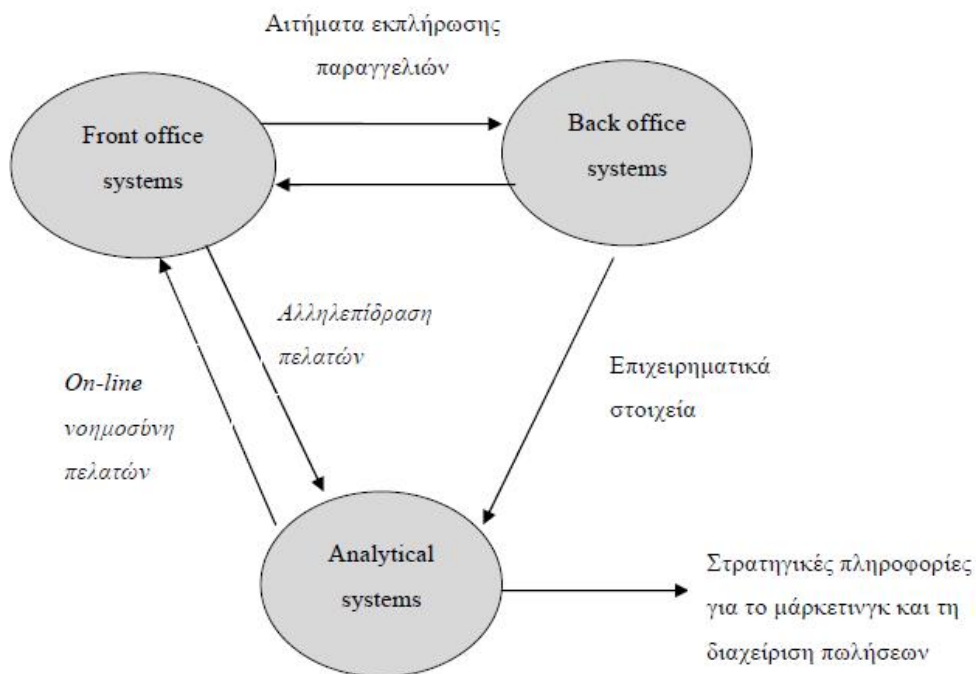 Αιτήματα εκπλήρωσης
παραγγελιών
Front office
systems
Back office
systems
Αλληλεπίδραση
πελατών
On-line
νοημοσύνη
πελατών
Επιχειρηματικά
στοιχεία
Analytical
systems
Στρατηγικές πληροφορίες
για το μάρκετινγκ και τη
διαχείριση πωλήσεων